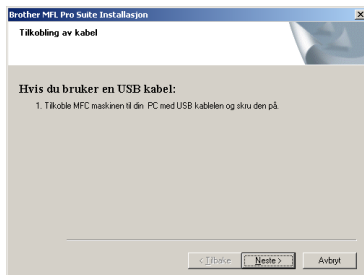 Brother MFL Pro Suite Installasjon
Tilkobling av kabel
Hvis du bruker en USB kabel:
1. Tilkoble MFC maskinen til din PC med USB kablelen og skru den på.
< Tilbake Neste > Avbryt